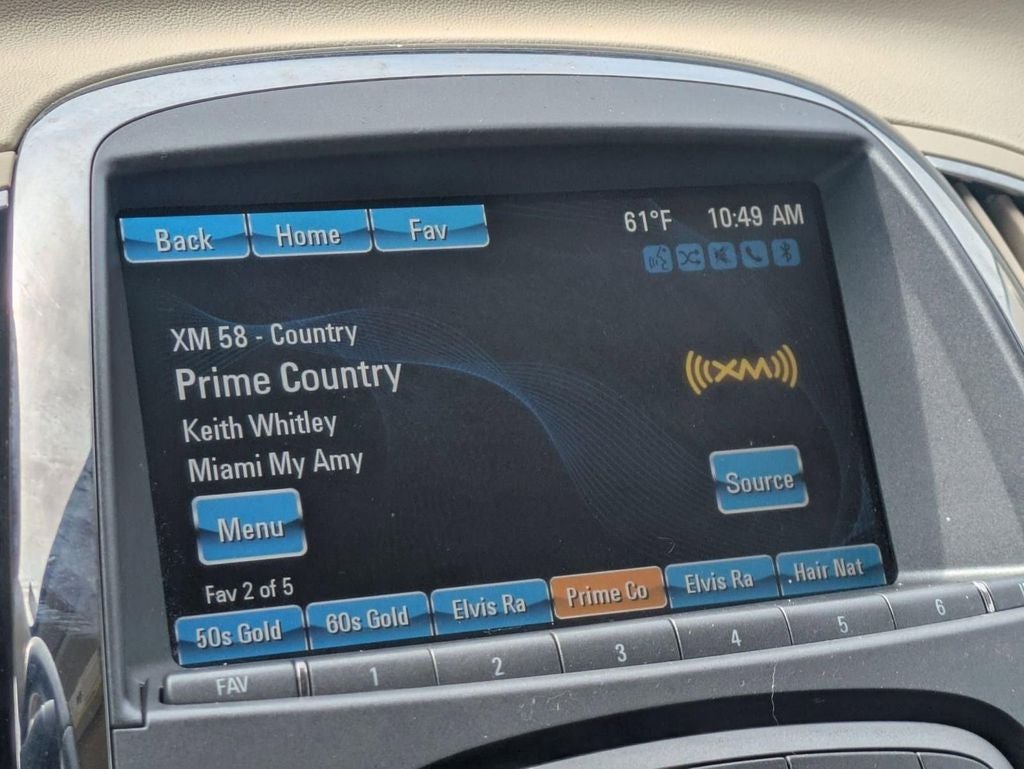 Back Home Fav 61°F 10:49 AM
XM 58 - Country
Prime Country
((XM))
Keith Whitley
Miami My Amy
Source
Menu
Fav 2 of 5
50s Gold 60s Gold Elvis Ra Prime Co Elvis Ra .Hair Nat
FAV 1 2 3 4 5 6